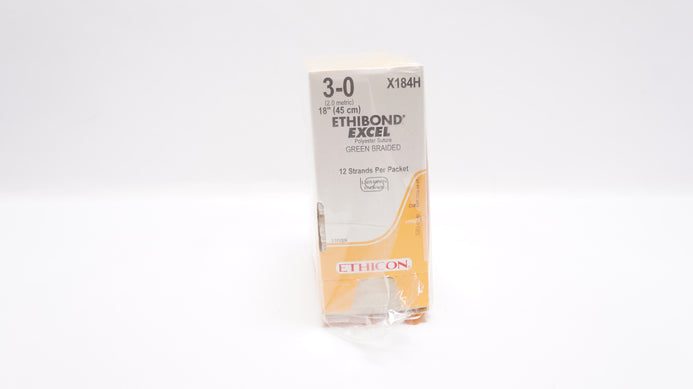 3-0
X184H
(2.0 metric)
18" (45 cm)
ETHIBOND®
EXCEL
Polyester Suture
GREEN BRAIDED
12 Strands Per Packet
ETHICON